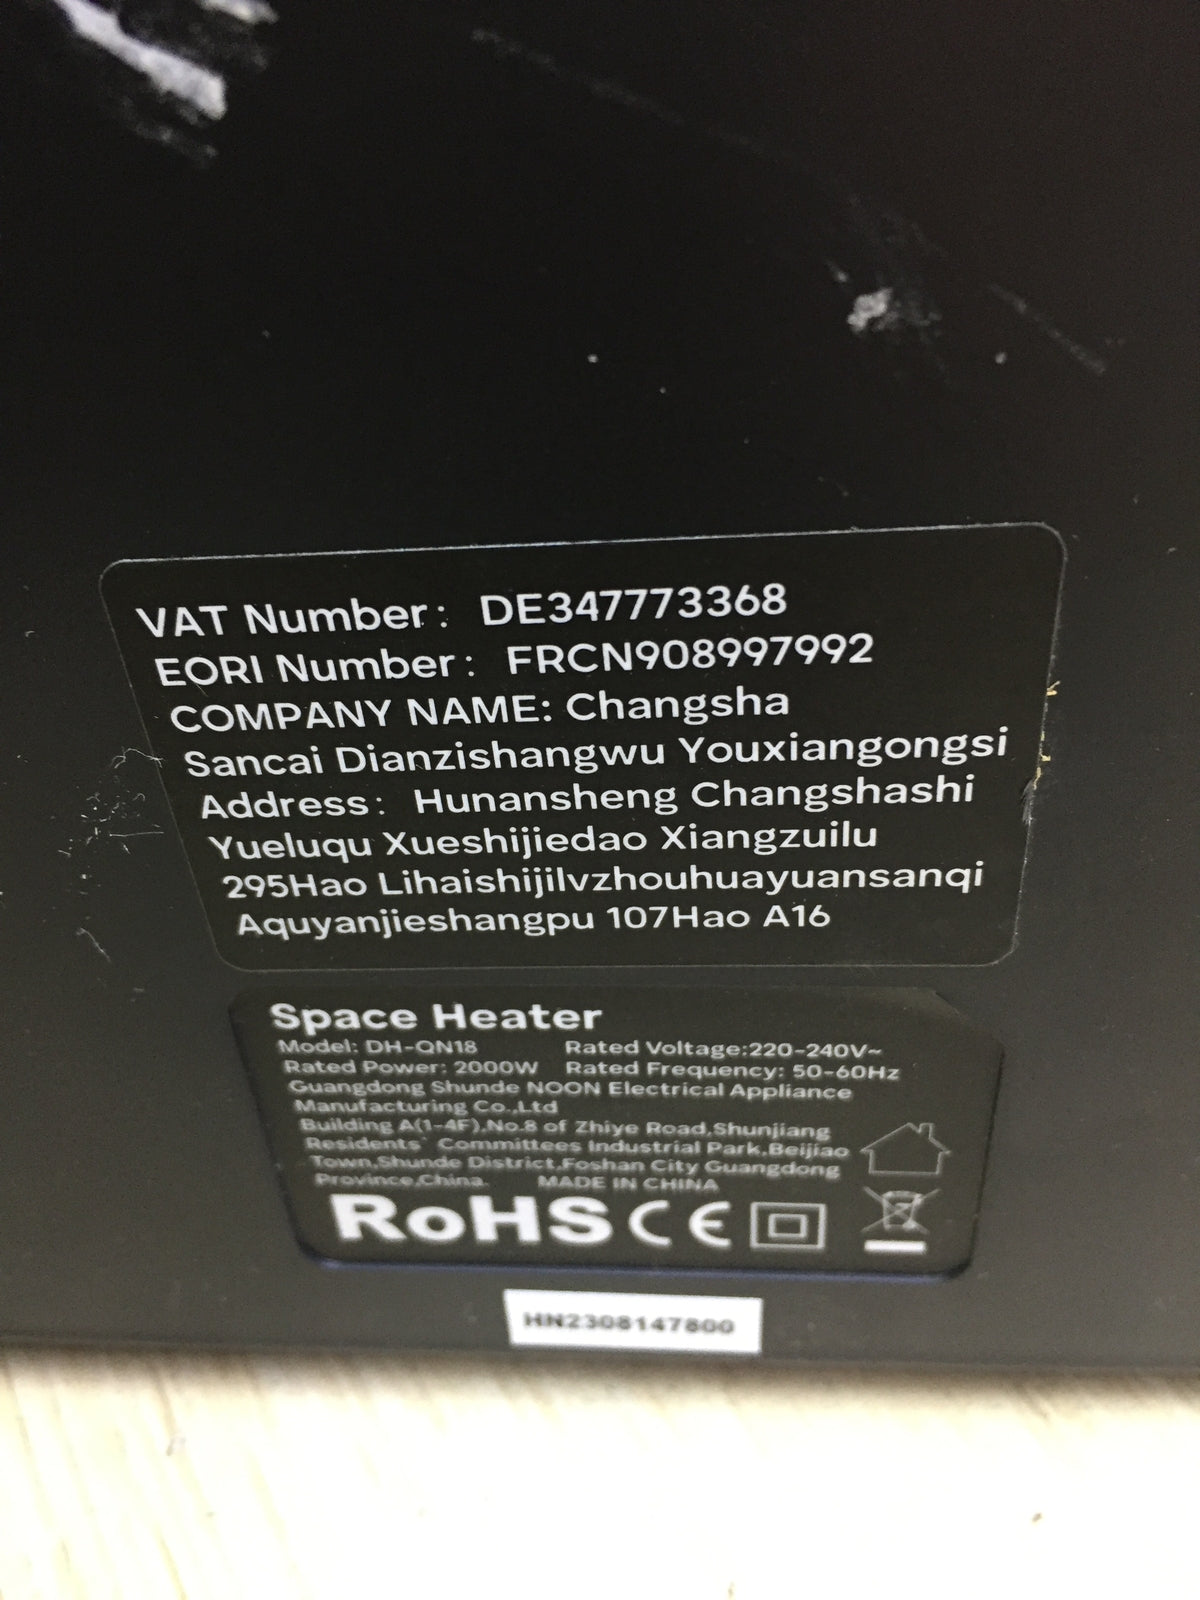 VAT Number: DE347773368
EORI Number: FRCN908997992
COMPANY NAME: Changsha
Sancai Dianzishangwu Youxiangongsi
Address: Hunansheng Changshashi
Yueluqu Xueshijiedao Xiangzuilu
295Hao Lihaishijilvzhouhuayuansanqi
Aquyanjieshangpu 107Hao A16
Space Heater
Model: DH-QN18 Rated Voltage:220-240V~
Rated Power: 2000W Rated Frequency: 50-60Hz
Guangdong Shunde NOON Electrical Appliance
Manufacturing Co.,Ltd
Building A(1-4F),No.8 of Zhiye Road,Shunjiang
Residents` Committees Industrial Park,Beijiao
Town,Shunde District,Foshan City Guangdong
Province,China. MADE IN CHINA
RoHS CE
HN2308147800